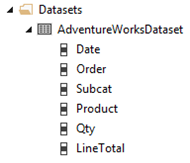 Datasets
AdventureWorksDataset
Date
Order
Subcat
Product
Qty
LineTotal